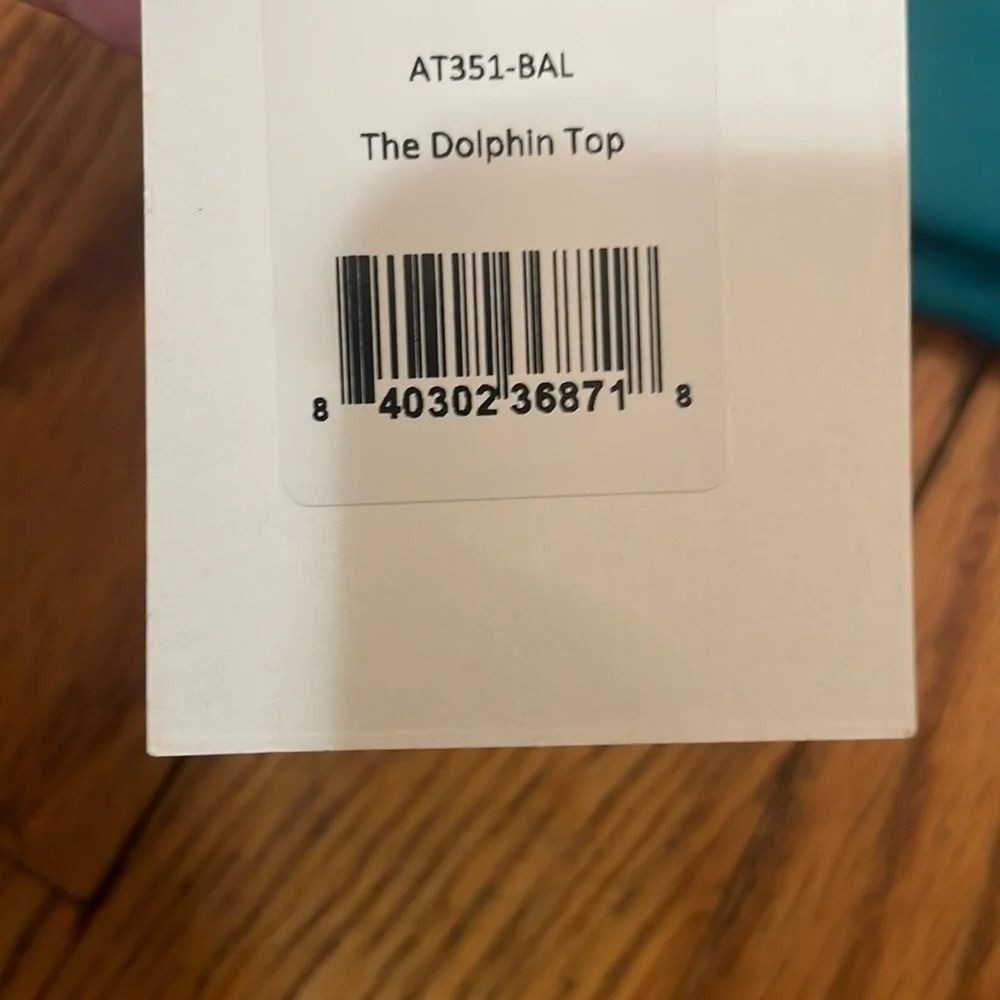 AT351-BAL
The Dolphin Top
8 40302 36871 8